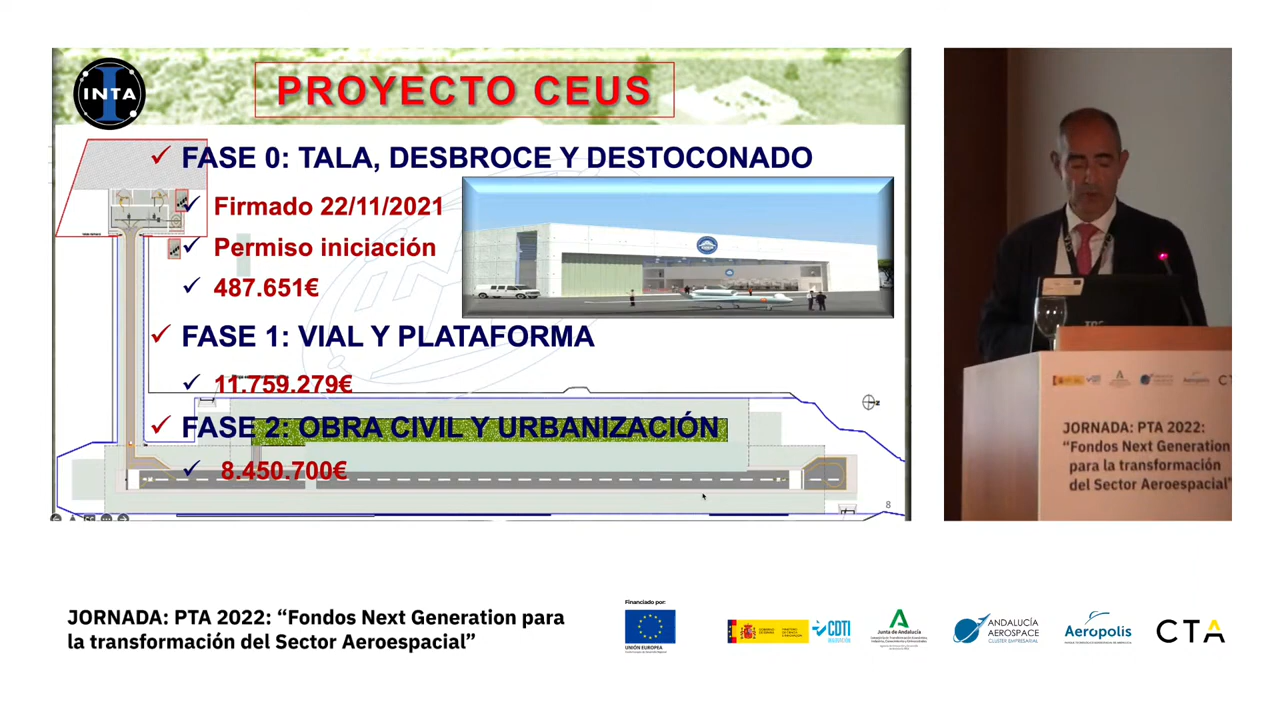 INTA
PROYECTO CEUS
FASE 0: TALA, DESBROCE Y DESTOCONADO
Firmado 22/11/2021
Permiso iniciación
487.651€
FASE 1: VIAL Y PLATAFORMA
11.759.279€
FASE 2: OBRA CIVIL Y URBANIZACIÓN
8.450.700€
8
JORNADA: PTA 2022:
“Fondos Next Generation
para la transformación
del Sector Aeroespacial”
JORNADA: PTA 2022: “Fondos Next Generation para
la transformación del Sector Aeroespacial”
Financiado por:
UNIÓN EUROPEA
CDTI
Junta de Andalucía
ANDALUCÍA
AEROSPACE
CLUSTER EMPRESARIAL
Aeropolis
CTA